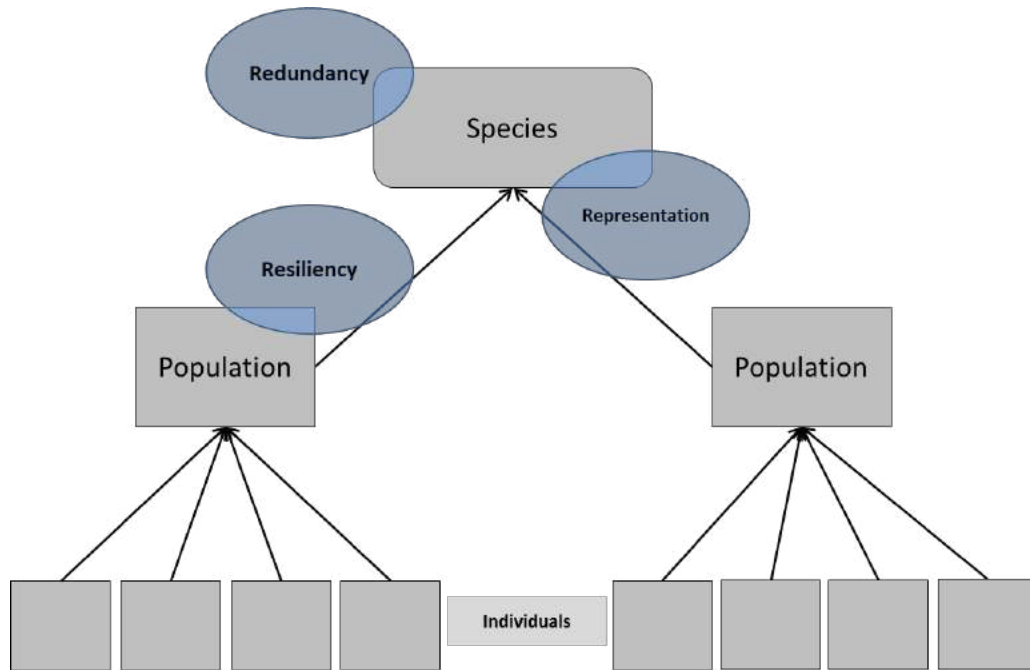 Redundancy
Species
Representation
Resiliency
Population
Population
Individuals